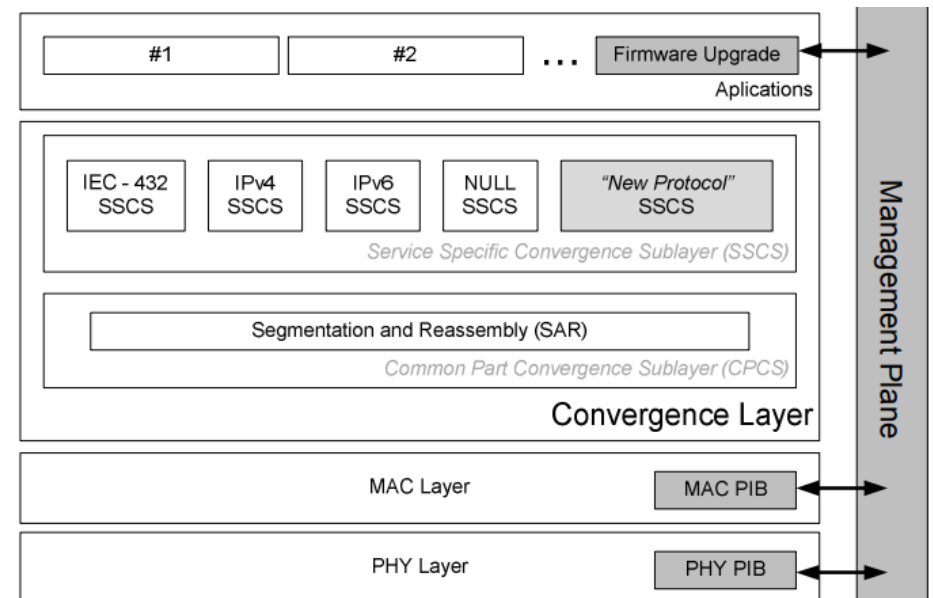 #1
#2
...
Firmware Upgrade
Aplications
IEC - 432
SSCS
IPv4
SSCS
IPv6
SSCS
NULL
SSCS
"New Protocol"
SSCS
Service Specific Convergence Sublayer (SSCS)
Segmentation and Reassembly (SAR)
Common Part Convergence Sublayer (CPCS)
Convergence Layer
MAC Layer
MAC PIB
PHY Layer
PHY PIB
Management Plane